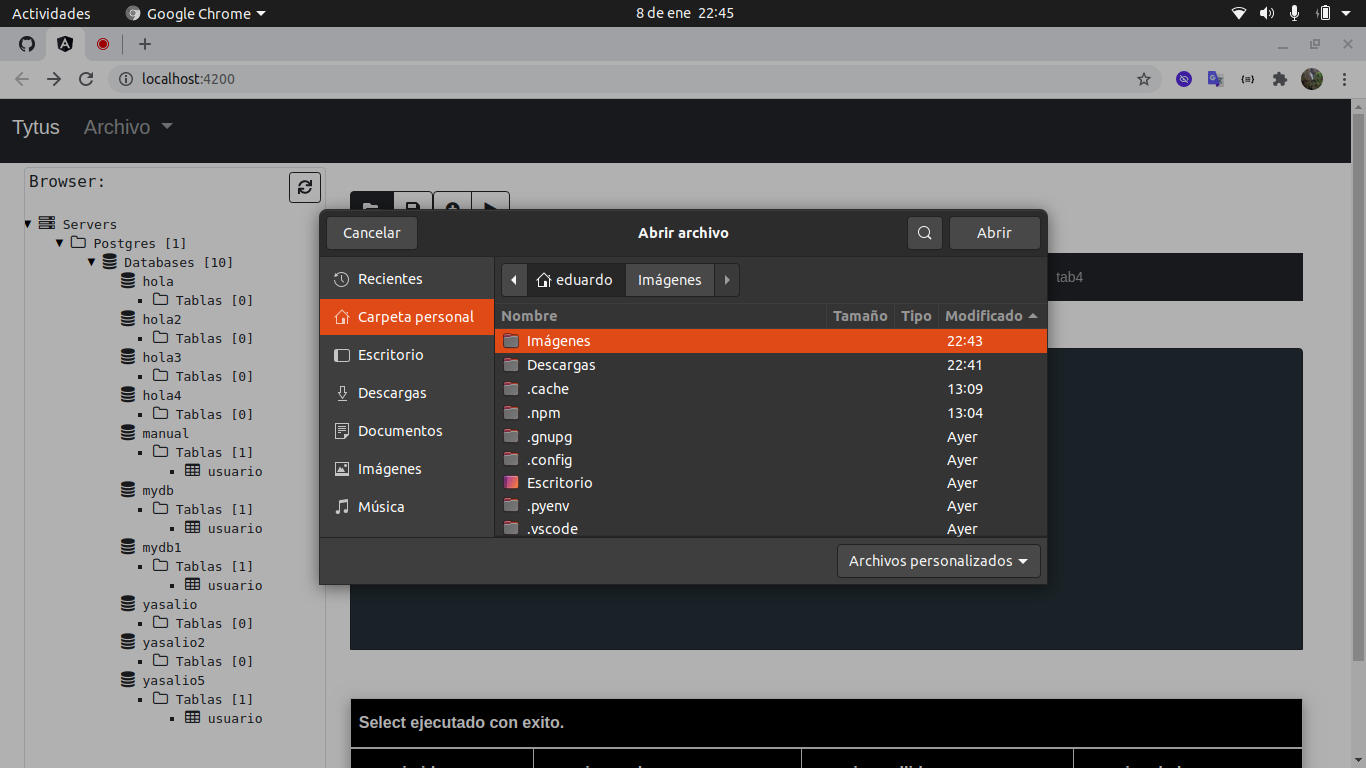 Actividades
Google Chrome
8 de ene 22:45
localhost:4200
Tytus
Archivo
Browser:
Servers
Postgres [1]
Databases [10]
hola
Tablas [0]
hola2
Tablas [0]
hola3
Tablas [0]
hola4
Tablas [0]
manual
Tablas [1]
usuario
mydb
Tablas [1]
usuario
mydb1
Tablas [1]
usuario
yasalio
Tablas [0]
yasalio2
Tablas [0]
yasalio5
Tablas [1]
usuario
Cancelar
Abrir archivo
Abrir
Recientes
Carpeta personal
Escritorio
Descargas
Documentos
Imágenes
Música
eduardo
Imágenes
Nombre Tamaño Tipo Modificado
Imágenes 22:43
Descargas 22:41
.cache 13:09
.npm 13:04
.gnupg Ayer
.config Ayer
Escritorio Ayer
.pyenv Ayer
.vscode Ayer
Archivos personalizados
tab4
Select ejecutado con exito.